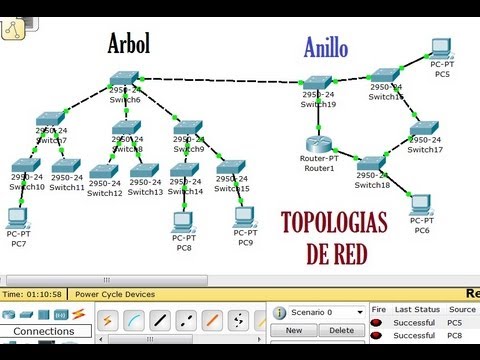 Arbol
Anillo
PC-PT
PC5
2950-24
Switch6
2950-24
Switch19
2950-24
Switch16
2950-24
Switch7
2950-24
Switch8
2950-24
Switch9
2950-24
Switch17
Router-PT
Router1
2950-24
Switch10
2950-24
Switch11
2950-24
Switch12
2950-24
Switch13
2950-24
Switch14
2950-24
Switch15
2950-24
Switch18
PC-PT
PC7
PC-PT
PC8
PC-PT
PC9
PC-PT
PC6
TOPOLOGIAS
DE RED
Time: 01:10:58 Power Cycle Devices
Re
Connections
Scenario 0
New Delete
Fire Last Status Source
Successful PC5
Successful PC8